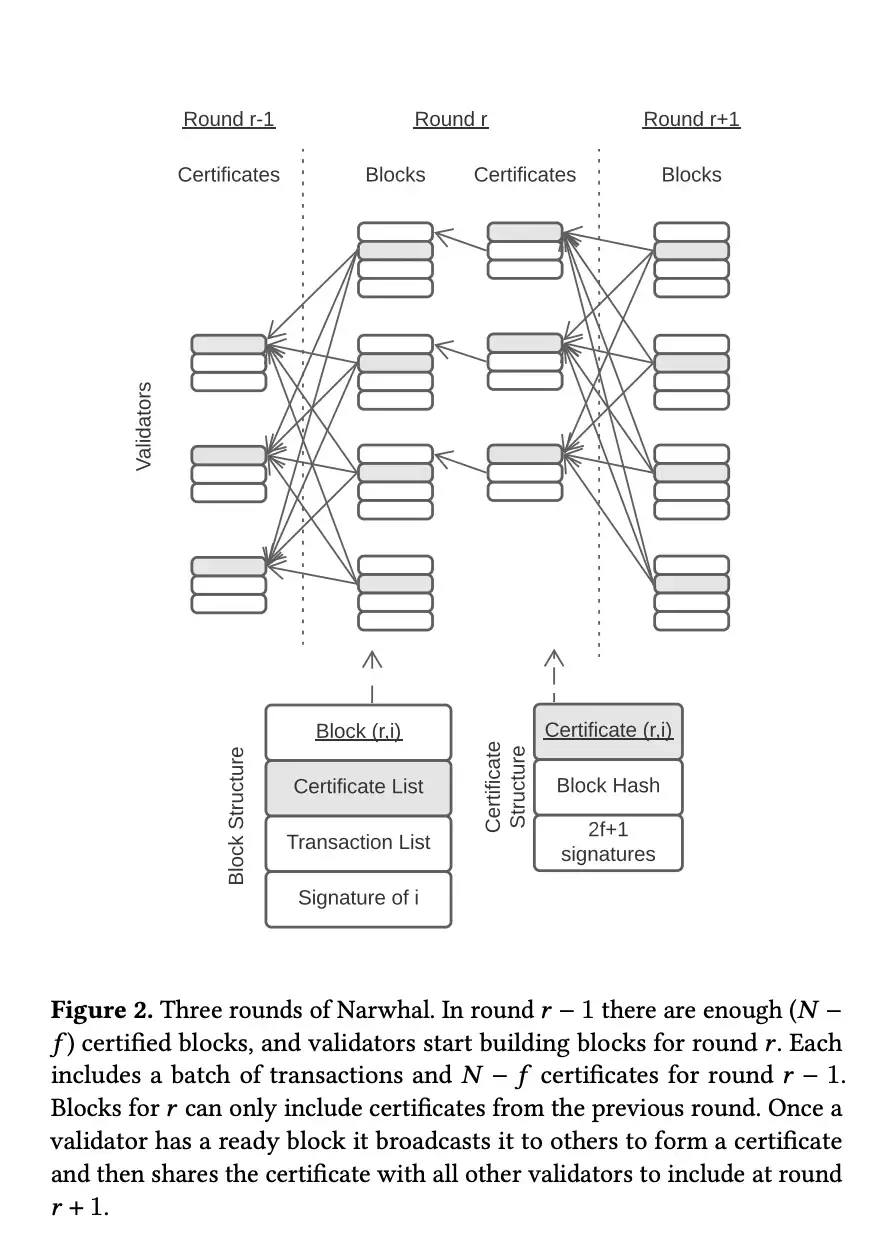 Round r-1
Round r
Round r+1
Certificates
Blocks
Certificates
Blocks
Validators
Block Structure
Block (r,i)
Certificate List
Transaction List
Signature of i
Certificate
Structure
Certificate (r,i)
Block Hash
2f+1
signatures
Figure 2. Three rounds of Narwhal. In round r − 1 there are enough (N −
f) certified blocks, and validators start building blocks for round r. Each
includes a batch of transactions and N − f certificates for round r − 1.
Blocks for r can only include certificates from the previous round. Once a
validator has a ready block it broadcasts it to others to form a certificate
and then shares the certificate with all other validators to include at round
r + 1.